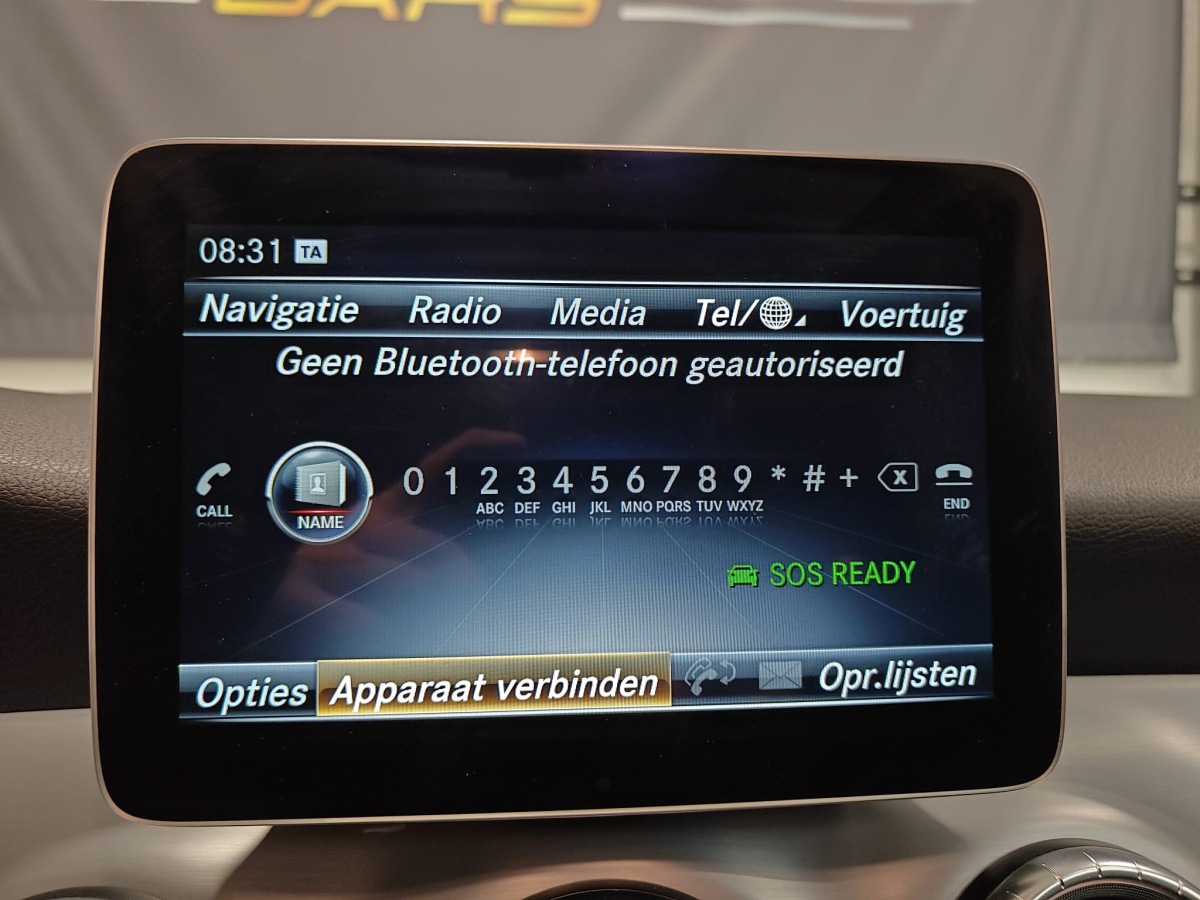 CARS
08:31 TA
Navigatie Radio Media Tel/ Voertuig
Geen Bluetooth-telefoon geautoriseerd
0 1 2 3 4 5 6 7 8 9 * # + X
CALL NAME ABC DEF GHI JKL MNO PQRS TUV WXYZ END
SOS READY
Opties Apparaat verbinden Opr.lijsten